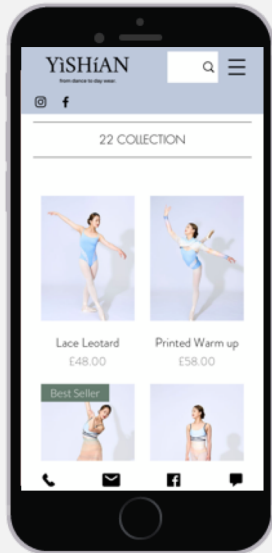 YiSHiAN
from dance to day wear.
22 COLLECTION
Lace Leotard
£48.00
Printed Warm up
£58.00
Best Seller